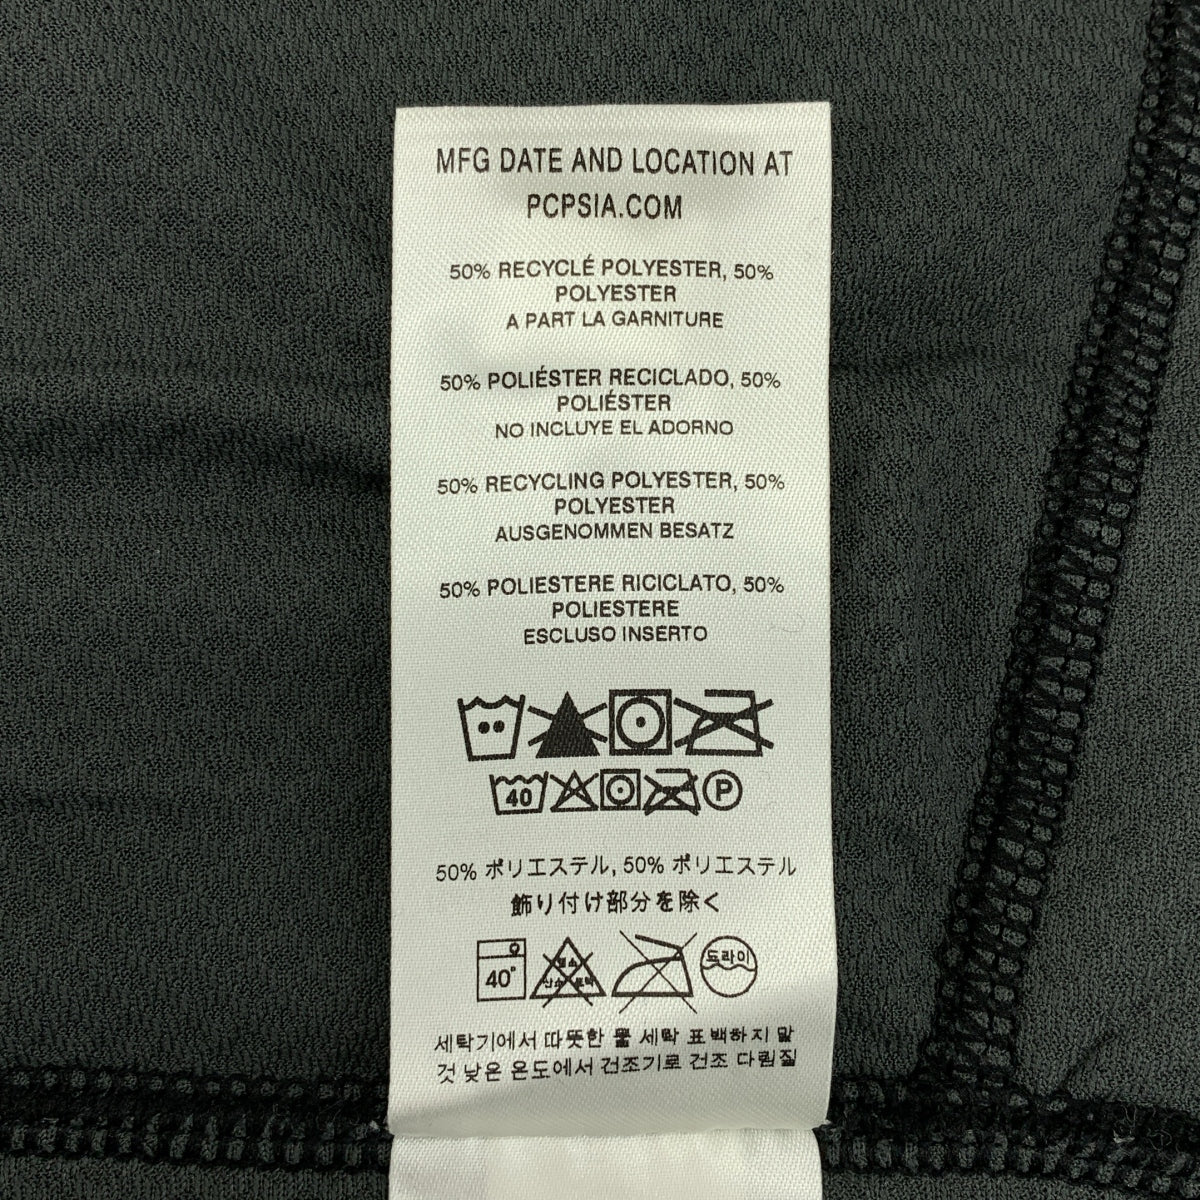 MFG DATE AND LOCATION AT
PCPSIA.COM
50% RECYCLÉ POLYESTER, 50%
POLYESTER
A PART LA GARNITURE
50% POLIÉSTER RECICLADO, 50%
POLIÉSTER
NO INCLUYE EL ADORNO
50% RECYCLING POLYESTER, 50%
POLYESTER
AUSGENOMMEN BESATZ
50% POLIESTERE RICICLATO, 50%
POLIESTERE
ESCLUSO INSERTO
40 P
50% ポリエステル, 50% ポリエステル
飾り付け部分を除く
40° 드라이
세탁기에서 따뜻한 물 세탁 표백하지 말
것 낮은 온도에서 건조기로 건조 다림질